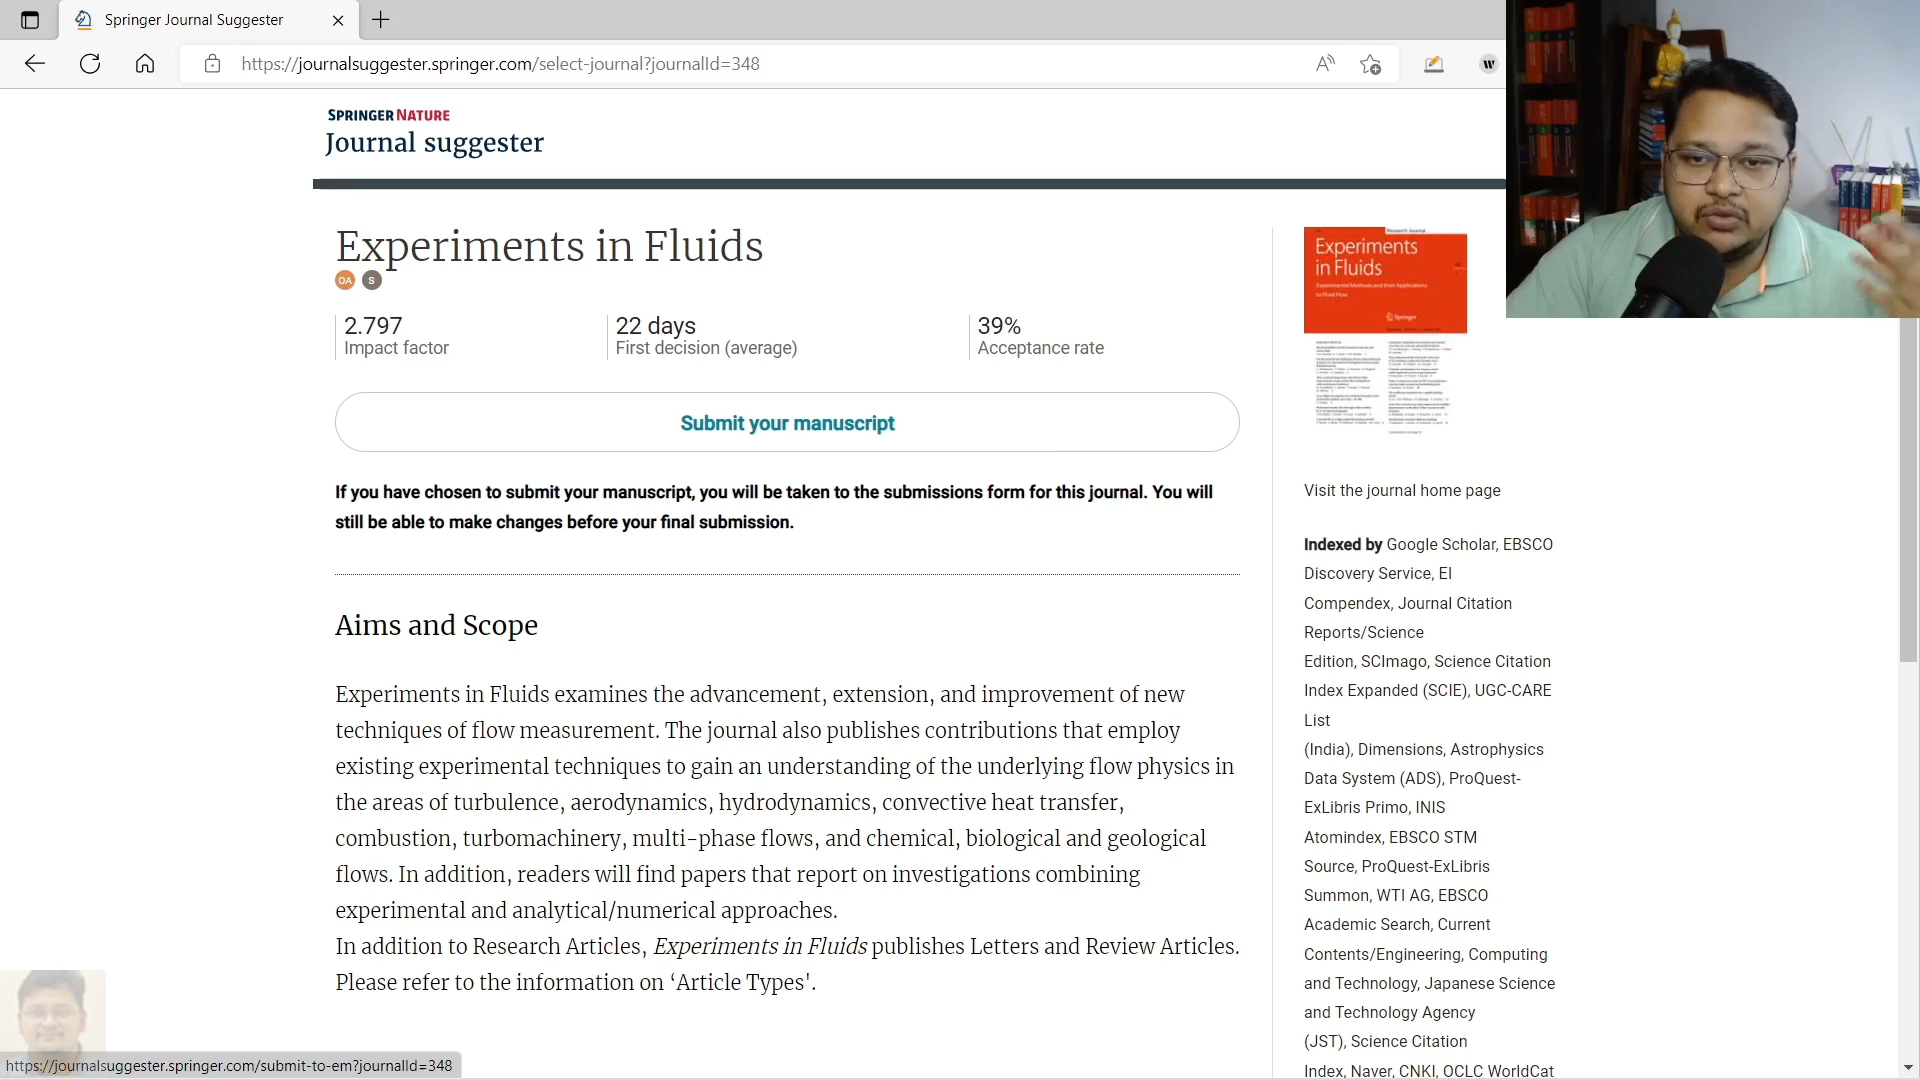 Springer Journal Suggester
https://journalsuggester.springer.com/select-journal?journalId=348
SPRINGER NATURE
Journal suggester
Experiments in Fluids
OA S
2.797
Impact factor
22 days
First decision (average)
39%
Acceptance rate
Submit your manuscript
If you have chosen to submit your manuscript, you will be taken to the submissions form for this journal. You will
still be able to make changes before your final submission.
Aims and Scope
Experiments in Fluids examines the advancement, extension, and improvement of new
techniques of flow measurement. The journal also publishes contributions that employ
existing experimental techniques to gain an understanding of the underlying flow physics in
the areas of turbulence, aerodynamics, hydrodynamics, convective heat transfer,
combustion, turbomachinery, multi-phase flows, and chemical, biological and geological
flows. In addition, readers will find papers that report on investigations combining
experimental and analytical/numerical approaches.
In addition to Research Articles, Experiments in Fluids publishes Letters and Review Articles.
Please refer to the information on ‘Article Types'.
Research Journal
Experiments
in Fluids
Experimental Methods and their Applications
to Fluid Flow
Springer
Visit the journal home page
Indexed by Google Scholar, EBSCO
Discovery Service, EI
Compendex, Journal Citation
Reports/Science
Edition, SCImago, Science Citation
Index Expanded (SCIE), UGC-CARE
List
(India), Dimensions, Astrophysics
Data System (ADS), ProQuest-
ExLibris Primo, INIS
Atomindex, EBSCO STM
Source, ProQuest-ExLibris
Summon, WTI AG, EBSCO
Academic Search, Current
Contents/Engineering, Computing
and Technology, Japanese Science
and Technology Agency
(JST), Science Citation
Index, Naver, CNKI, OCLC WorldCat
https://journalsuggester.springer.com/submit-to-em?journalId=348